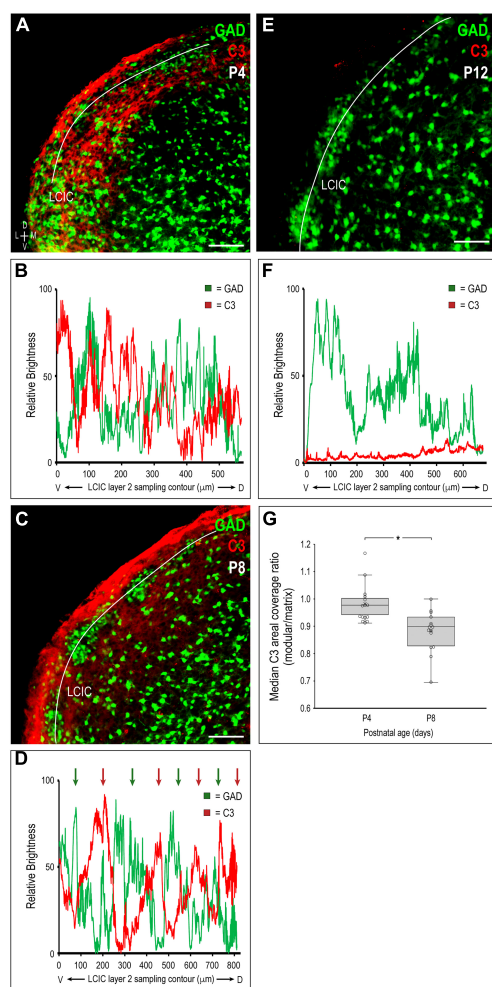 A
GAD
C3
P4
LCIC
D
L M
V
E
GAD
C3
P12
LCIC
B
= GAD
= C3
Relative Brightness
100
50
0
0 100 200 300 400 500
V ← LCIC layer 2 sampling contour (µm) → D
F
= GAD
= C3
Relative Brightness
100
50
0
0 100 200 300 400 500 600
V ← LCIC layer 2 sampling contour (µm) → D
C
GAD
C3
P8
LCIC
G
*
Median C3 areal coverage ratio
(modular/matrix)
1.2
1.0
0.9
0.8
0.7
0.6
P4 P8
Postnatal age (days)
D
= GAD
= C3
Relative Brightness
100
50
0
0 100 200 300 400 500 600 700 800
V ← LCIC layer 2 sampling contour (µm) → D